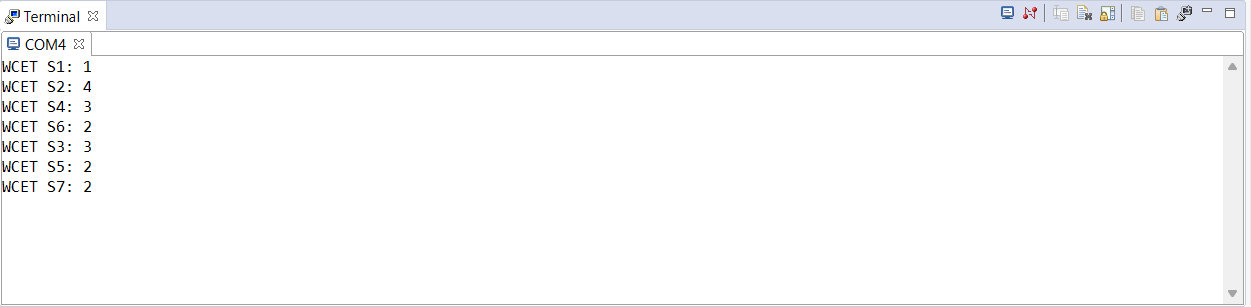 Terminal
COM4
WCET S1: 1
WCET S2: 4
WCET S4: 3
WCET S6: 2
WCET S3: 3
WCET S5: 2
WCET S7: 2